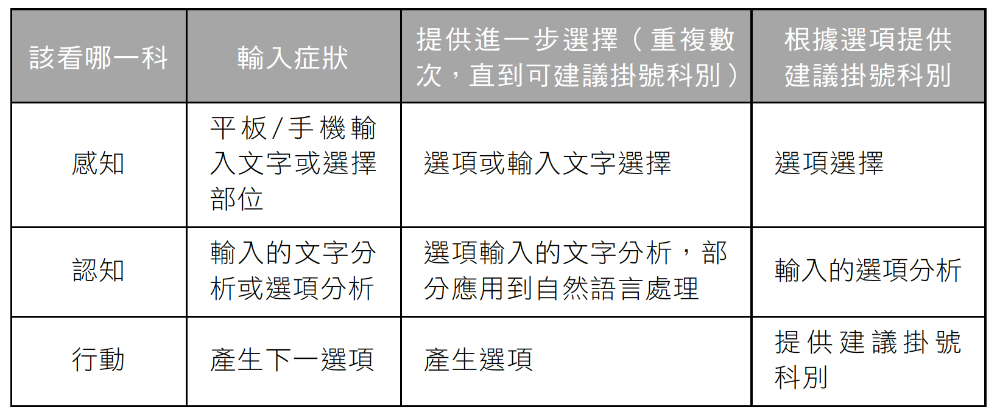 該看哪一科
輸入症狀
提供進一步選擇（重複數
次，直到可建議掛號科別）
根據選項提供
建議掛號科別
感知
平板/手機輸
入文字或選擇
部位
選項或輸入文字選擇
選項選擇
認知
輸入的文字分
析或選項分析
選項輸入的文字分析，部
分應用到自然語言處理
輸入的選項分析
行動
產生下一選項
產生選項
提供建議掛號
科別